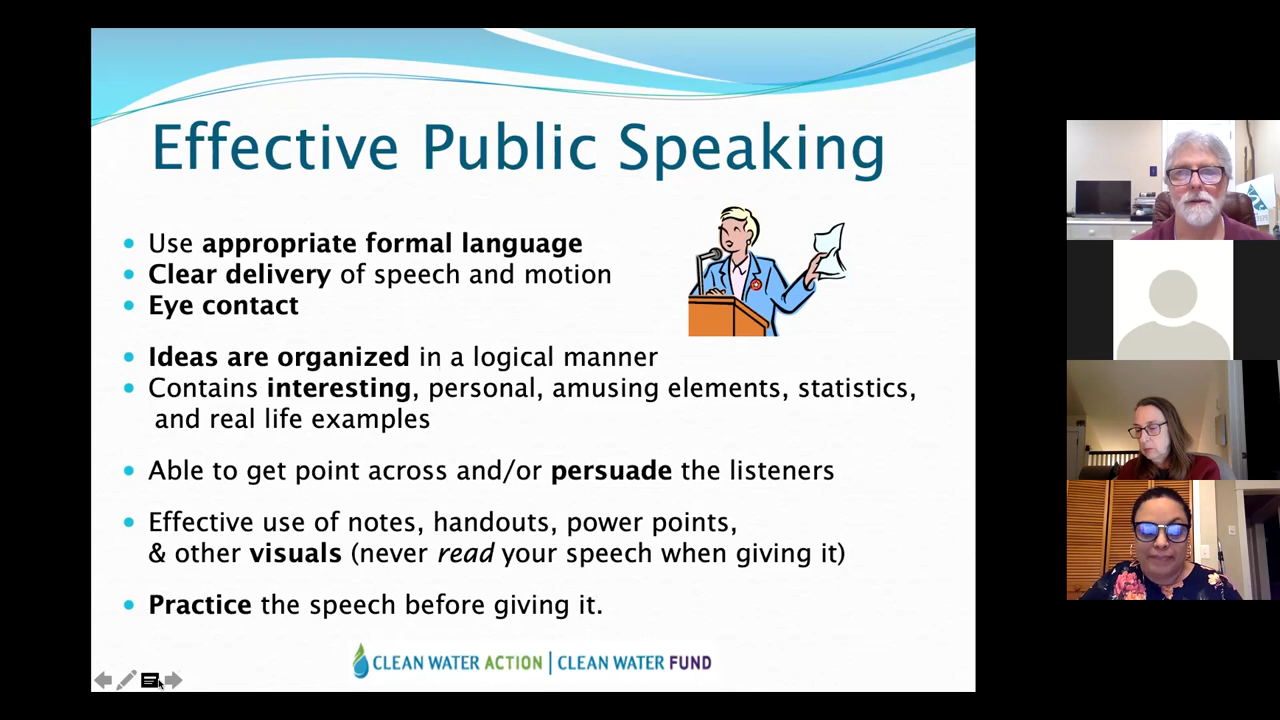 Effective Public Speaking
Use appropriate formal language
Clear delivery of speech and motion
Eye contact
Ideas are organized in a logical manner
Contains interesting, personal, amusing elements, statistics,
and real life examples
Able to get point across and/or persuade the listeners
Effective use of notes, handouts, power points,
& other visuals (never read your speech when giving it)
Practice the speech before giving it.
CLEAN WATER ACTION | CLEAN WATER FUND